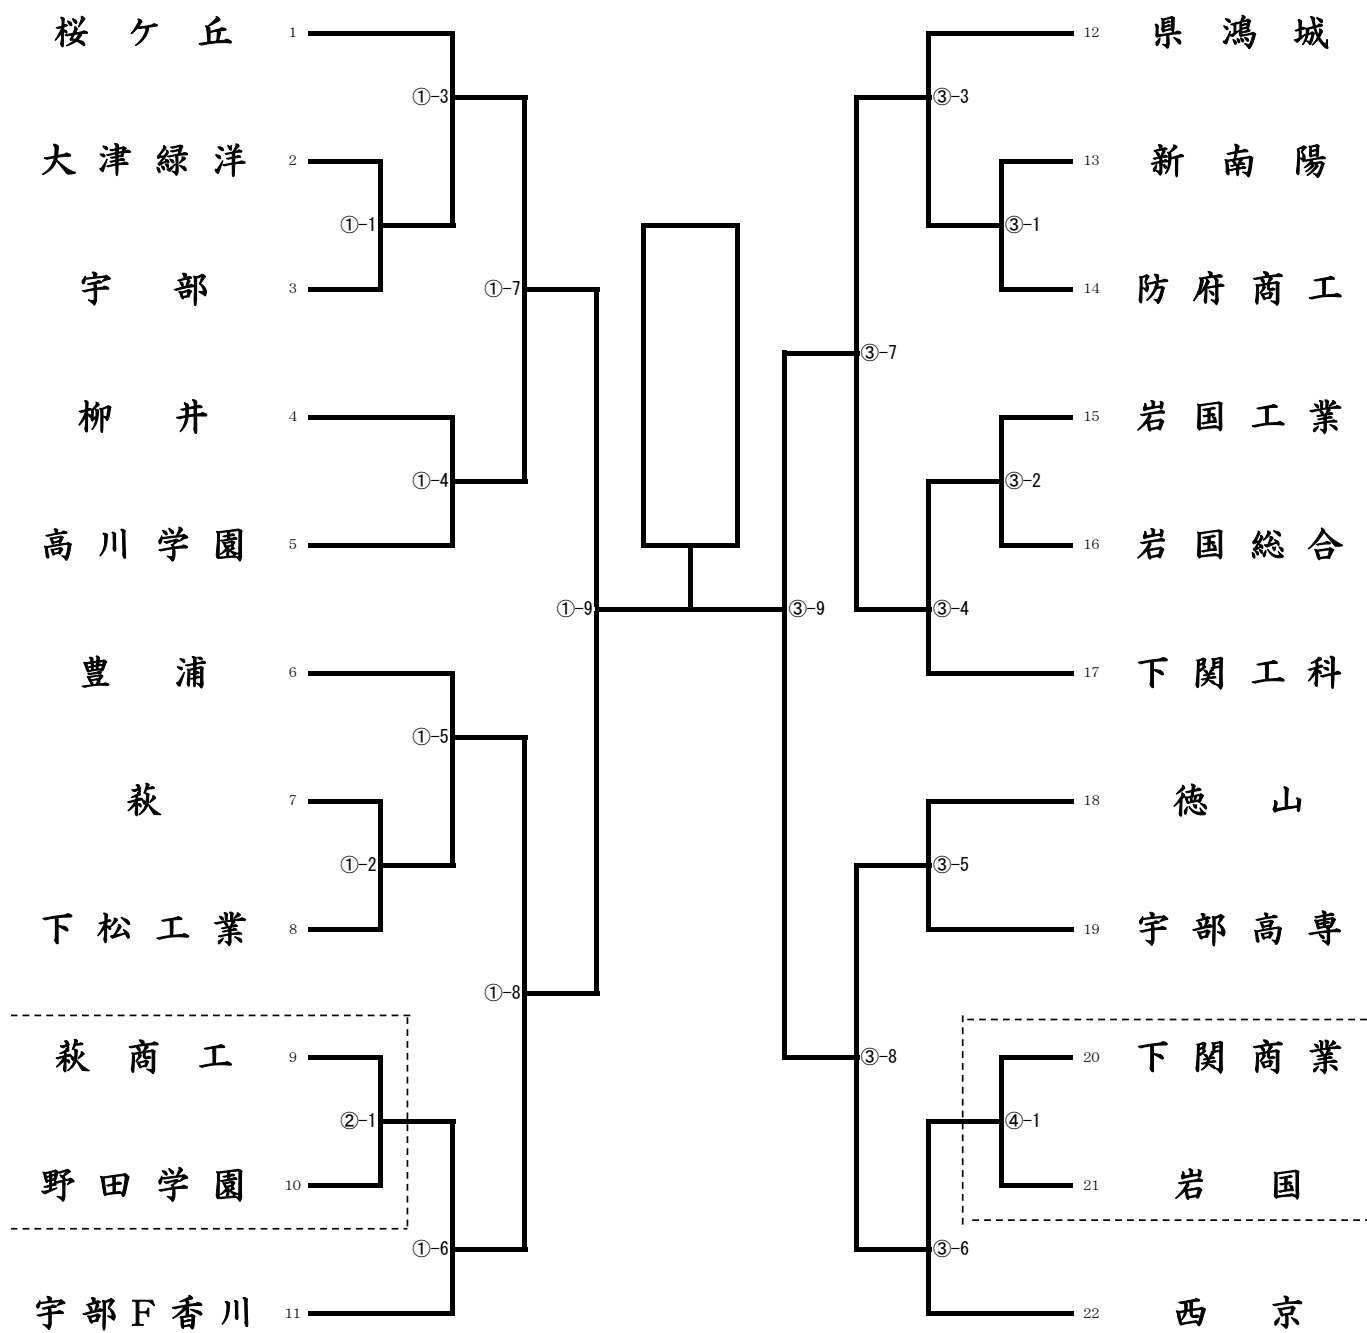 桜ケ丘 1
①-3
大津緑洋 2
①-1
宇部 3
①-7
柳井 4
①-4
高川学園 5
①-9
豊浦 6
①-5
萩 7
①-2
下松工業 8
①-8
萩商工 9
②-1
野田学園 10
①-6
宇部F香川 11
12 県鴻城
③-3
13 新南陽
③-1
14 防府商工
③-7
15 岩国工業
③-2
16 岩国総合
③-9
③-4
17 下関工科
18 徳山
③-5
19 宇部高専
③-8
20 下関商業
④-1
21 岩国
③-6
22 西京